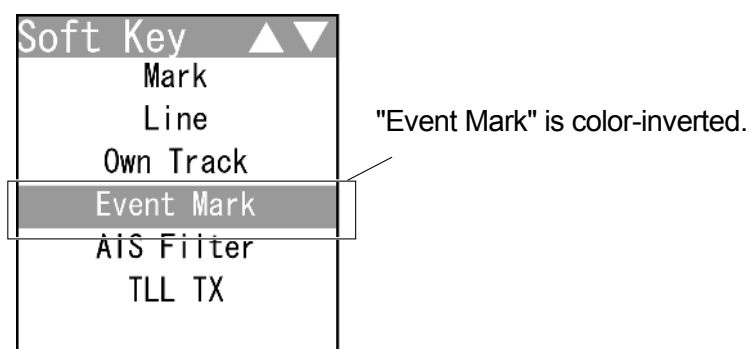 Soft Key ▲▼
Mark
Line
Own Track
Event Mark
AIS Filter
TLL TX
"Event Mark" is color-inverted.